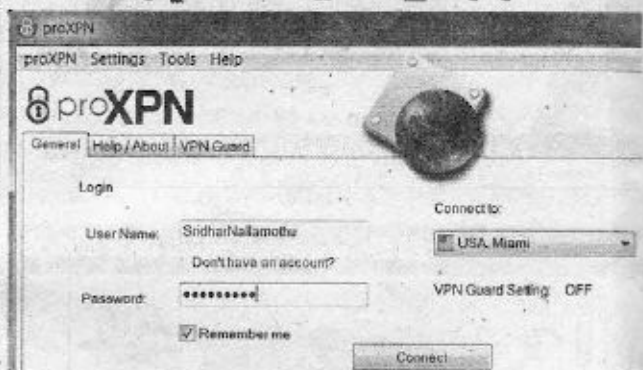 proXPN
proXPN Settings Tools Help
proXPN
General Help / About VPN Guard
Login
Connect to:
User Name: SridharNallamothu
USA, Miami
Don't have an account?
Password: •••••••••
VPN Guard Setting: OFF
Remember me
Connect